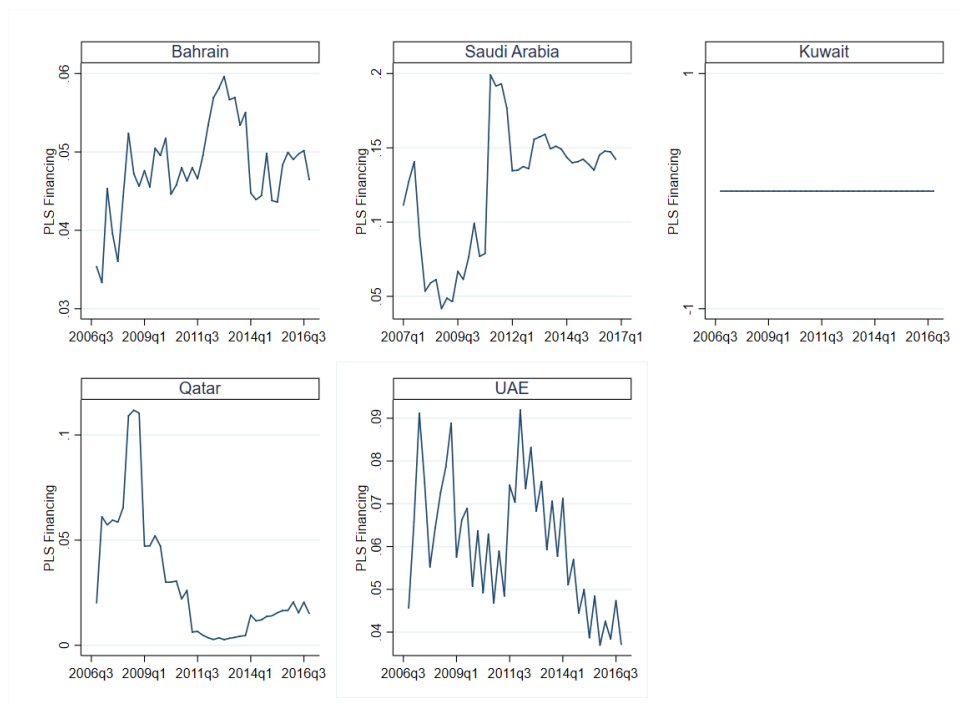 Bahrain
PLS Financing
.06
.05
.04
.03
2006q3 2009q1 2011q3 2014q1 2016q3
Saudi Arabia
PLS Financing
.2
.15
.1
.05
2007q1 2009q3 2012q1 2014q3 2017q1
Kuwait
PLS Financing
1
-1
2006q3 2009q1 2011q3 2014q1 2016q3
Qatar
PLS Financing
.1
.05
0
2006q3 2009q1 2011q3 2014q1 2016q3
UAE
PLS Financing
.09
.08
.07
.06
.05
.04
2006q3 2009q1 2011q3 2014q1 2016q3